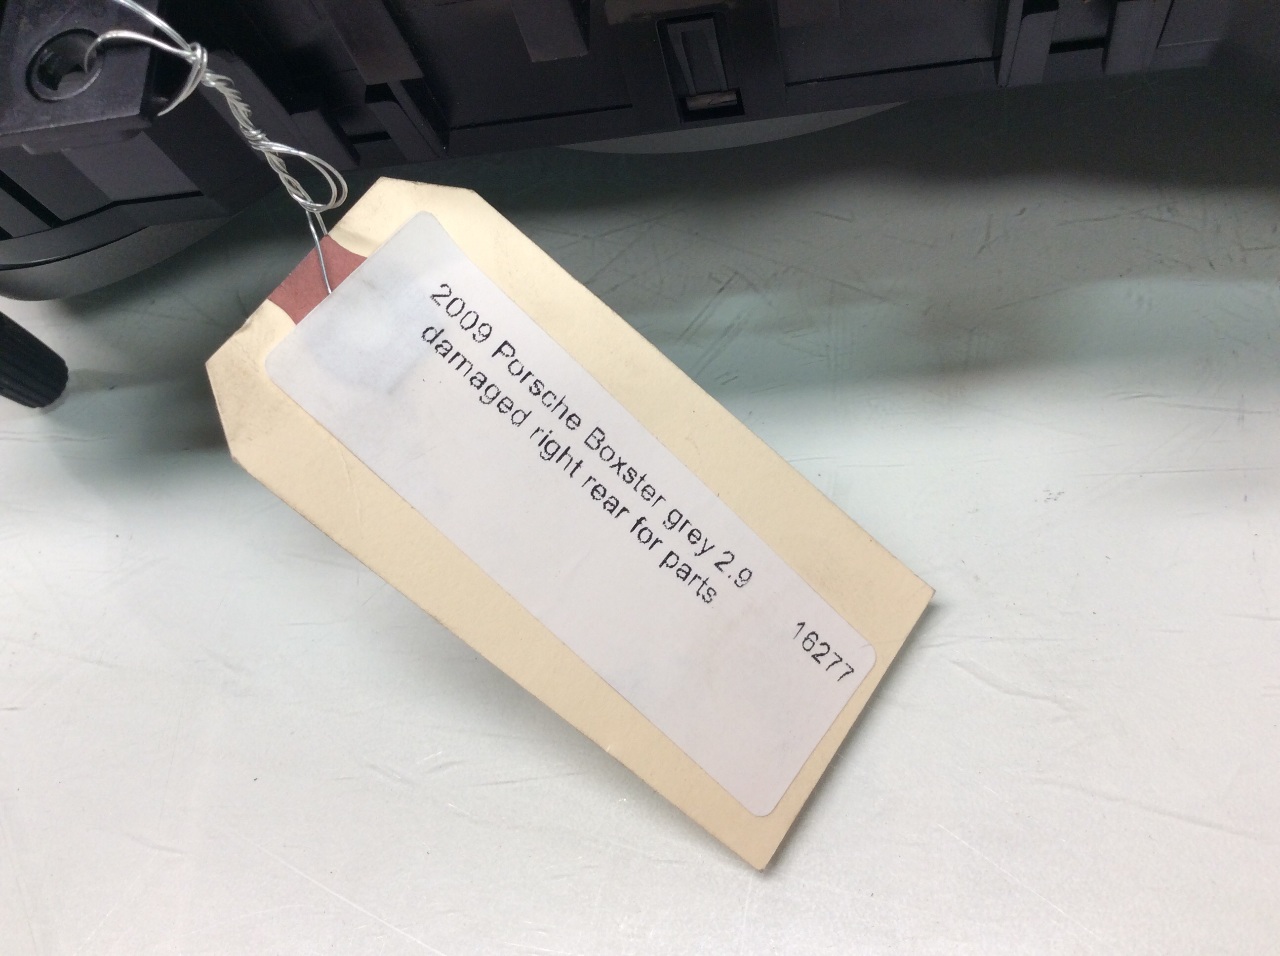 2009 Porsche Boxster grey 2.9
damaged right rear for parts
16277